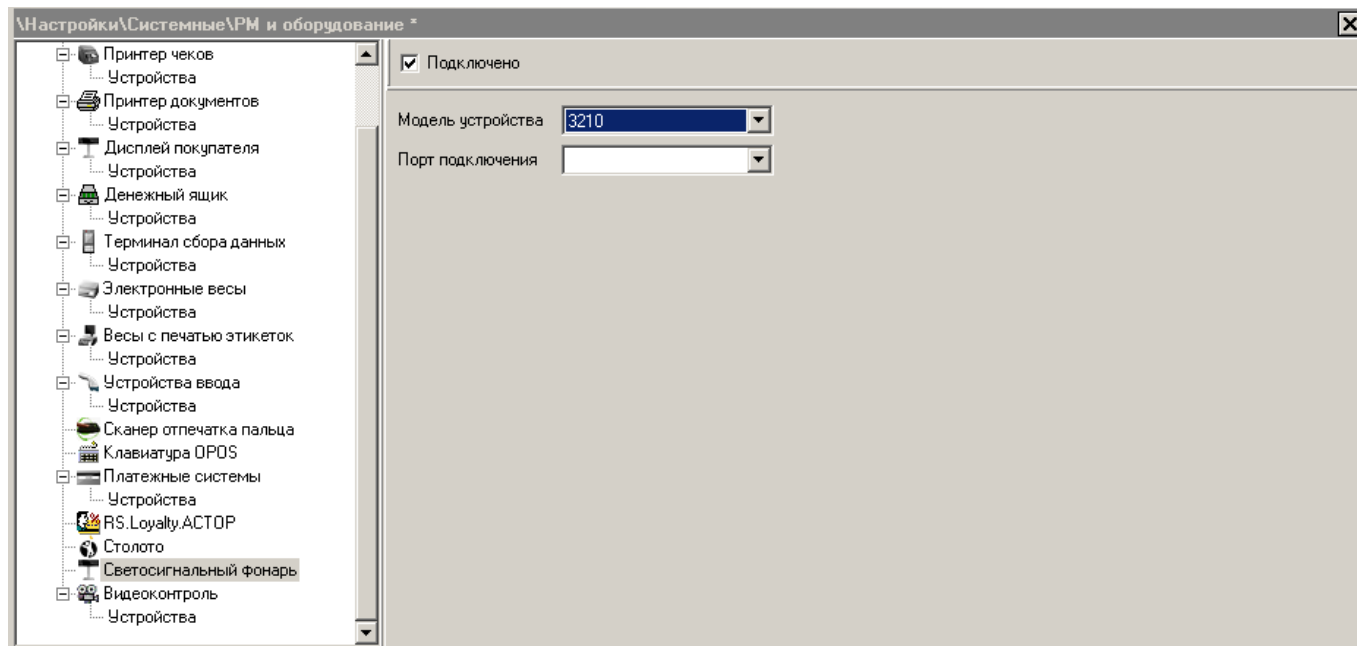 \Настройки\Системные\РМ и оборудование *
Принтер чеков
Устройства
Принтер документов
Устройства
Дисплей покупателя
Устройства
Денежный ящик
Устройства
Терминал сбора данных
Устройства
Электронные весы
Устройства
Весы с печатью этикеток
Устройства
Устройства ввода
Устройства
Сканер отпечатка пальца
Клавиатура OPOS
Платежные системы
Устройства
RS.Loyalty.АСТОР
Столото
Светосигнальный фонарь
Видеоконтроль
Устройства
Подключено
Модель устройства 3210
Порт подключения